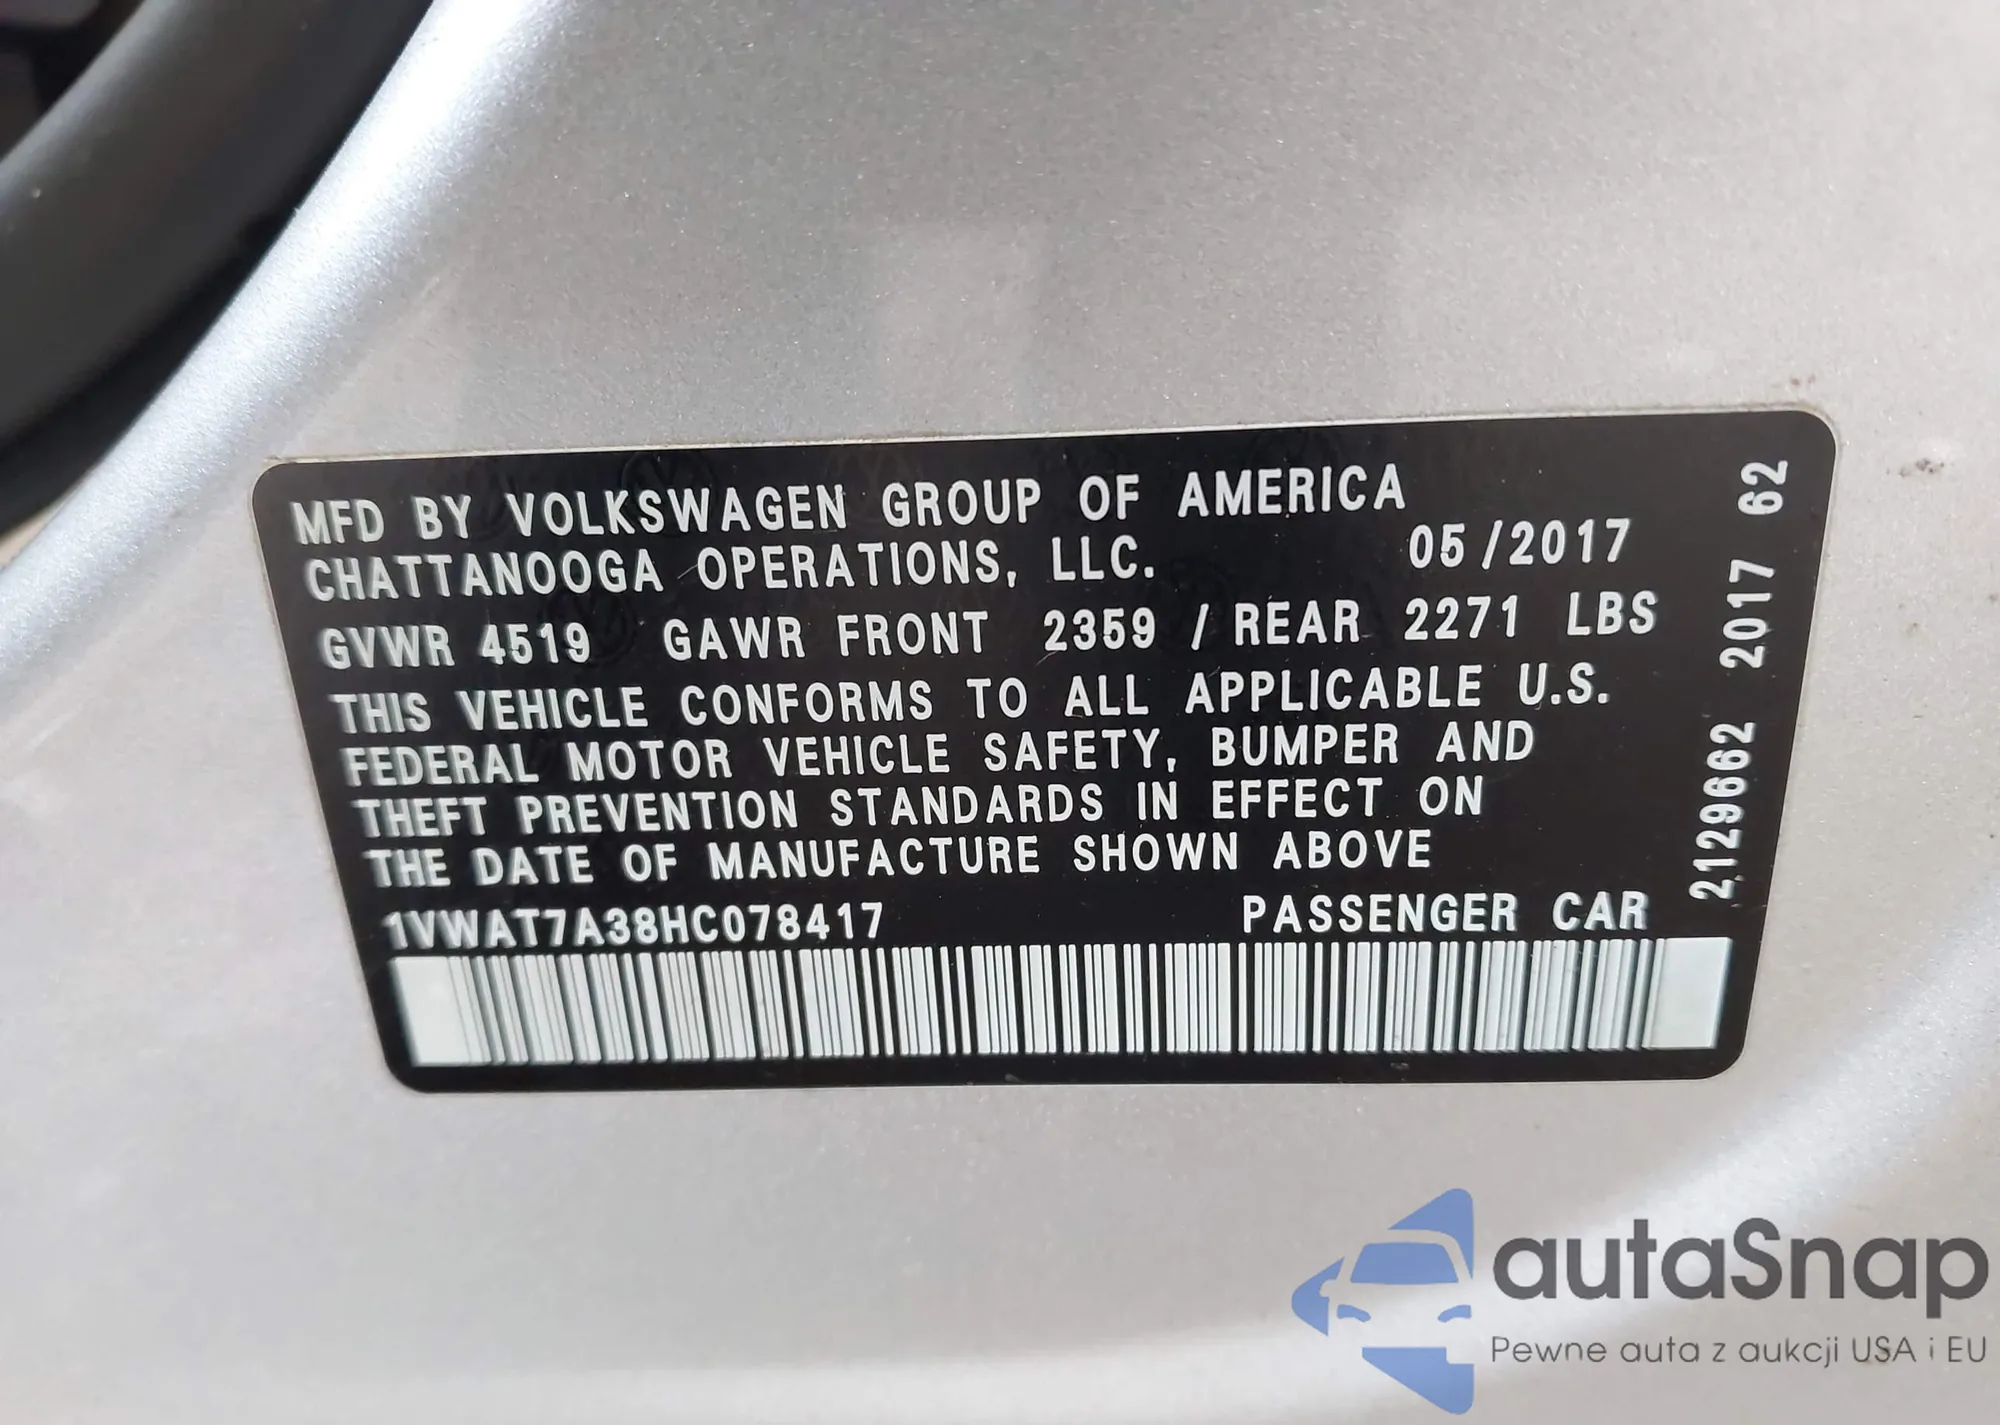 MFD BY VOLKSWAGEN GROUP OF AMERICA
CHATTANOOGA OPERATIONS, LLC. 05/2017
GVWR 4519 GAWR FRONT 2359 / REAR 2271 LBS
THIS VEHICLE CONFORMS TO ALL APPLICABLE U.S.
FEDERAL MOTOR VEHICLE SAFETY, BUMPER AND
THEFT PREVENTION STANDARDS IN EFFECT ON
THE DATE OF MANUFACTURE SHOWN ABOVE
1VWAT7A38HC078417 PASSENGER CAR
2129662 2017 62
autaSnap
Pewne auta z aukcji USA i EU